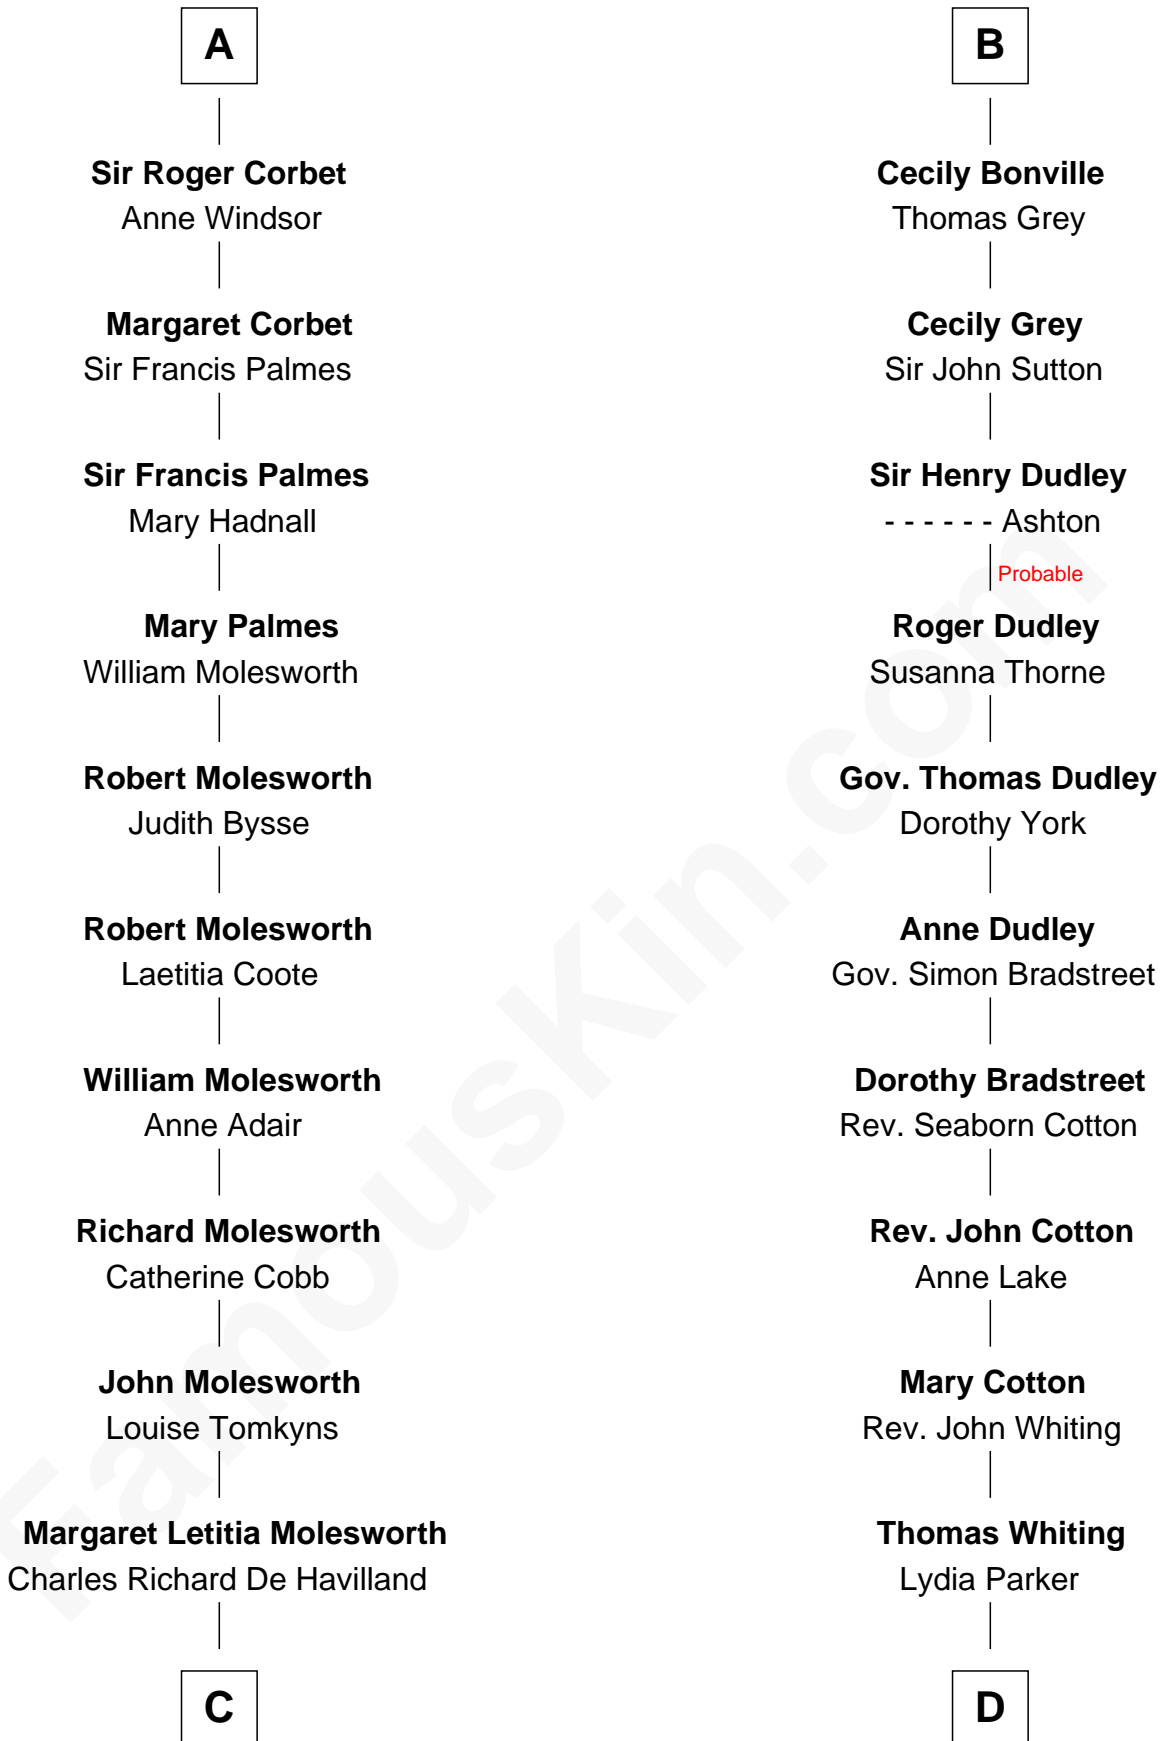 A
Sir Roger Corbet
Anne Windsor
Margaret Corbet
Sir Francis Palmes
Sir Francis Palmes
Mary Hadnall
Mary Palmes
William Molesworth
Robert Molesworth
Judith Bysse
Robert Molesworth
Laetitia Coote
William Molesworth
Anne Adair
Richard Molesworth
Catherine Cobb
John Molesworth
Louise Tomkyns
Margaret Letitia Molesworth
Charles Richard De Havilland
C
B
Cecily Bonville
Thomas Grey
Cecily Grey
Sir John Sutton
Sir Henry Dudley
- - - - - - Ashton
Probable
Roger Dudley
Susanna Thorne
Gov. Thomas Dudley
Dorothy York
Anne Dudley
Gov. Simon Bradstreet
Dorothy Bradstreet
Rev. Seaborn Cotton
Rev. John Cotton
Anne Lake
Mary Cotton
Rev. John Whiting
Thomas Whiting
Lydia Parker
D
FamousKin.com